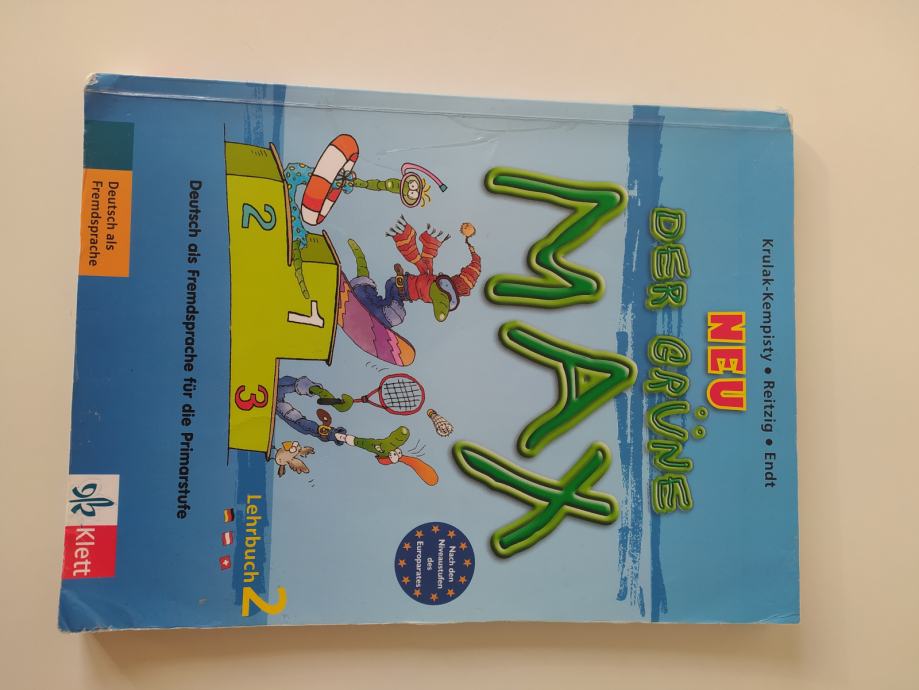 Krulak-Kempisty • Reitzig • Endt
NEU
DER GRÜNE
MAX
Nach den
Niveaustufen
des
Europarates
1
2
3
Lehrbuch 2
Deutsch als Fremdsprache für die Primarstufe
Deutsch als
Fremdsprache
Klett